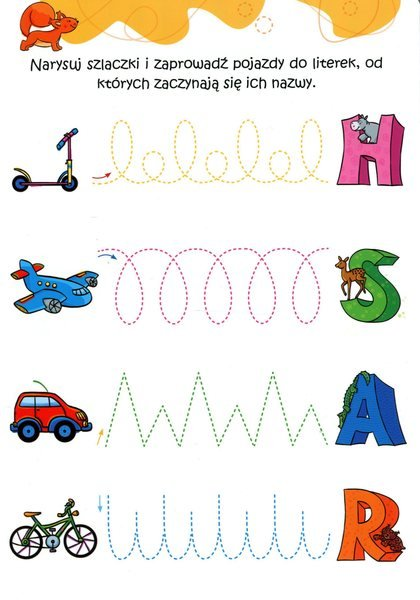 Narysuj szlaczki i zaprowadź pojazdy do literek, od
których zaczynają się ich nazwy.
H
S
A
R